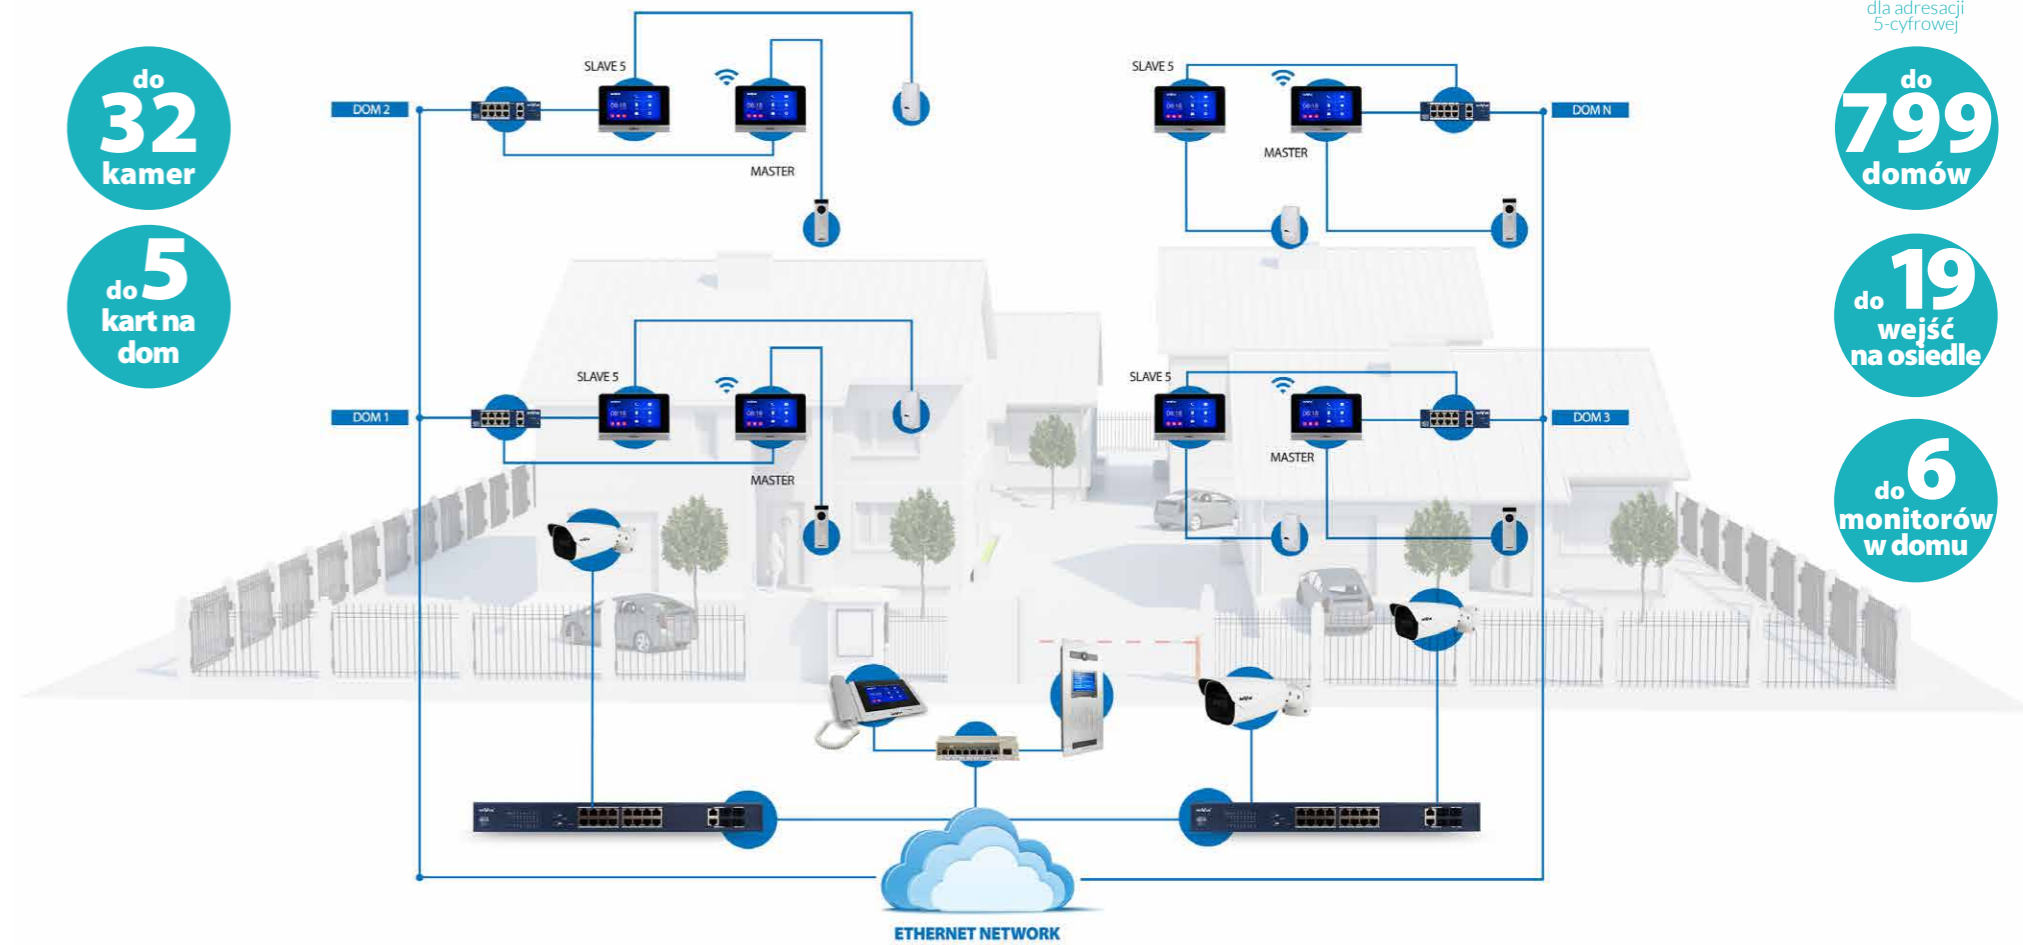 dla adresacji
5-cyfrowej
do
32
kamer
do 5
kart na
dom
do
799
domów
do 19
wejść
na osiedle
do 6
monitorów
w domu
DOM 2
SLAVE 5
MASTER
SLAVE 5
MASTER
DOM N
DOM 1
SLAVE 5
MASTER
SLAVE 5
MASTER
DOM 3
ETHERNET NETWORK